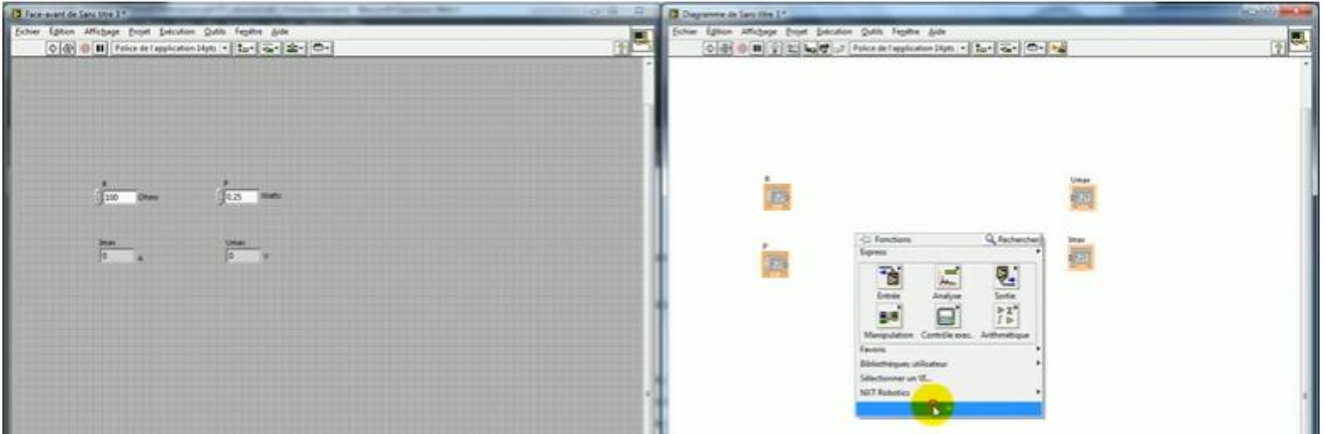 Face-avant de Sans titre 3 *
Fichier Edition Affichage Projet Exécution Outils Fenêtre Aide
Police de l'application 14pts
R
100 Ohms
P
0,25 Watts
Imax
0 A
Umax
0 V
Diagramme de Sans titre 3 *
Fichier Edition Affichage Projet Exécution Outils Fenêtre Aide
Police de l'application 14pts
R
P
Umax
Imax
Fonctions Rechercher
Express
Entrée Analyse Sortie
Manipulation Contrôle exec. Arithmétique
Favoris
Bibliothèques utilisateur
Sélectionner un VI...
NXT Robotics